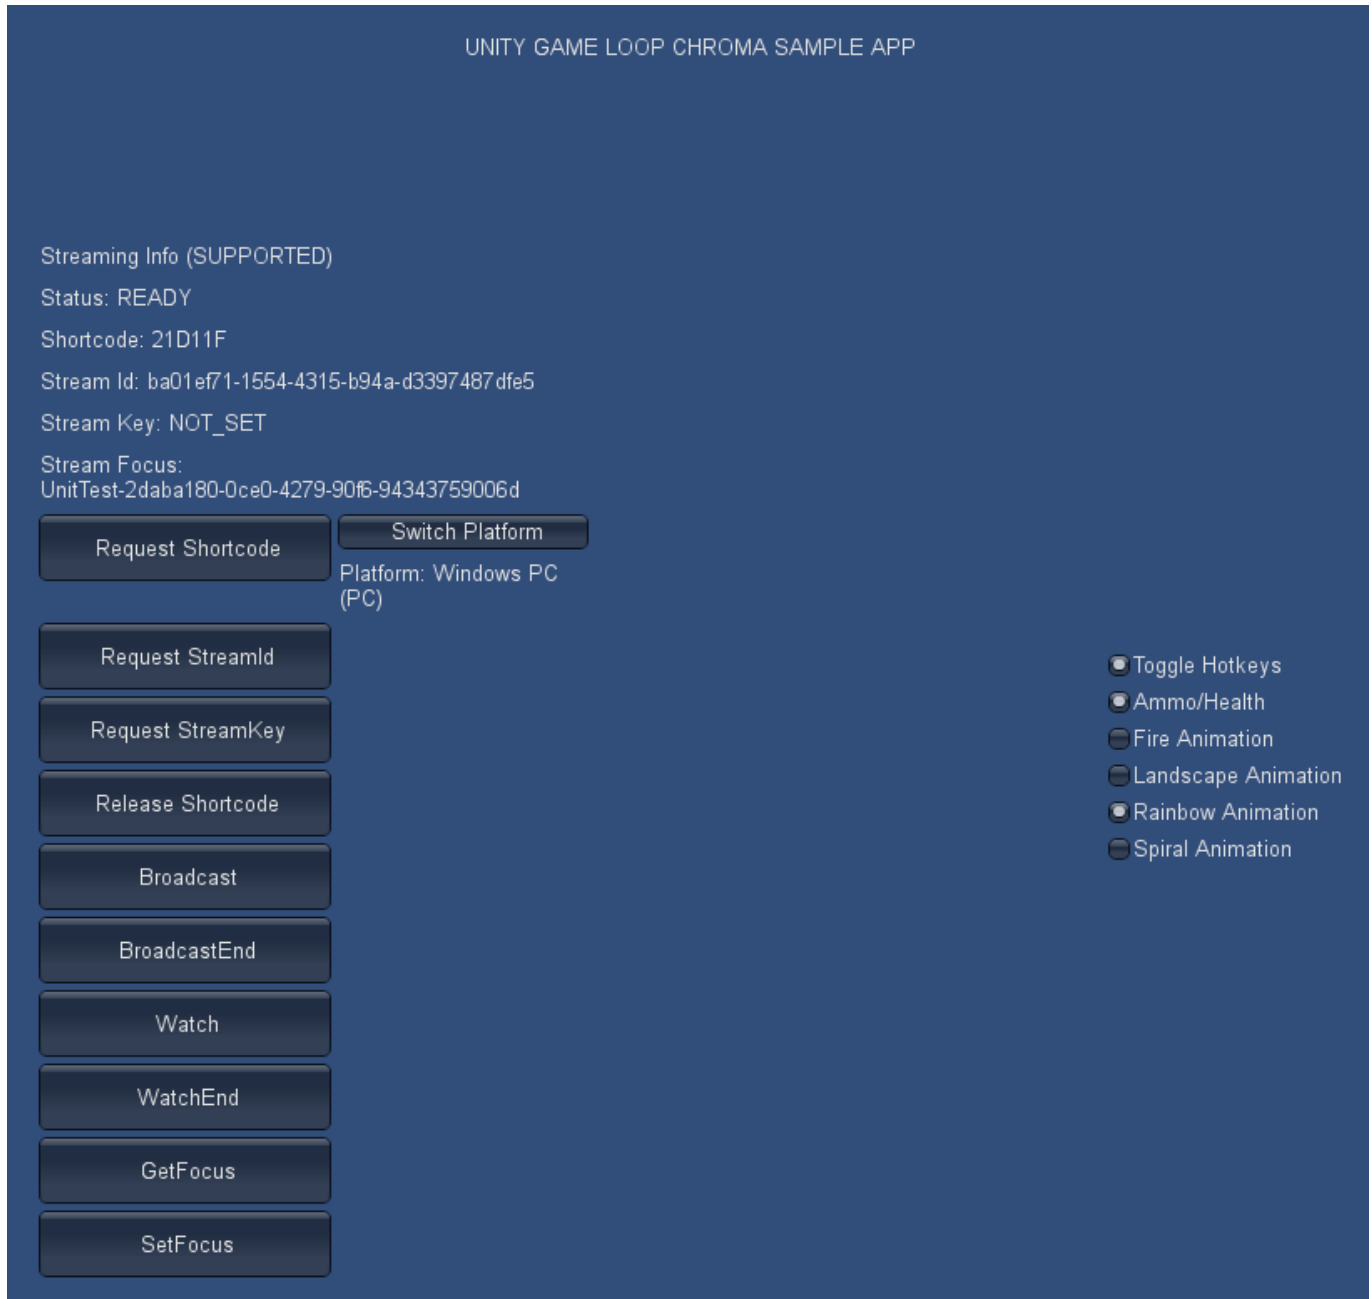 UNITY GAME LOOP CHROMA SAMPLE APP
Streaming Info (SUPPORTED)
Status: READY
Shortcode: 21D11F
Stream Id: ba01ef71-1554-4315-b94a-d3397487dfe5
Stream Key: NOT_SET
Stream Focus:
UnitTest-2daba180-0ce0-4279-90f6-94343759006d
Request Shortcode
Switch Platform
Platform: Windows PC
(PC)
Request StreamId
Request StreamKey
Release Shortcode
Broadcast
BroadcastEnd
Watch
WatchEnd
GetFocus
SetFocus
Toggle Hotkeys
Ammo/Health
Fire Animation
Landscape Animation
Rainbow Animation
Spiral Animation